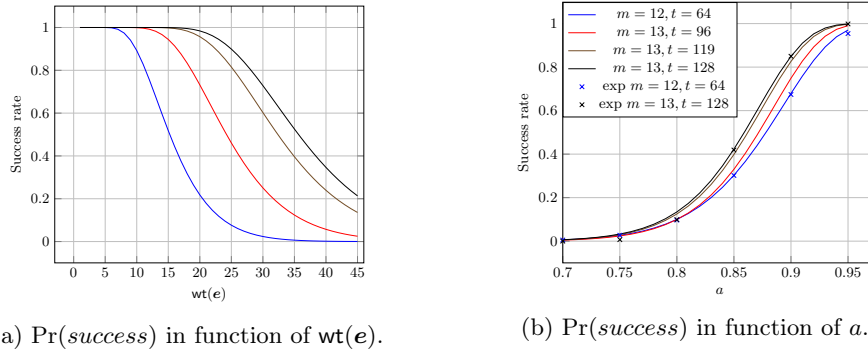 1
0.8
0.6
0.4
0.2
0
Success rate
0 5 10 15 20 25 30 35 40 45
wt(e)
a) Pr(success) in function of wt(e).
m = 12, t = 64
m = 13, t = 96
m = 13, t = 119
m = 13, t = 128
exp m = 12, t = 64
exp m = 13, t = 128
1
0.8
0.6
0.4
0.2
0
Success rate
0.7 0.75 0.8 0.85 0.9 0.95
a
(b) Pr(success) in function of a.